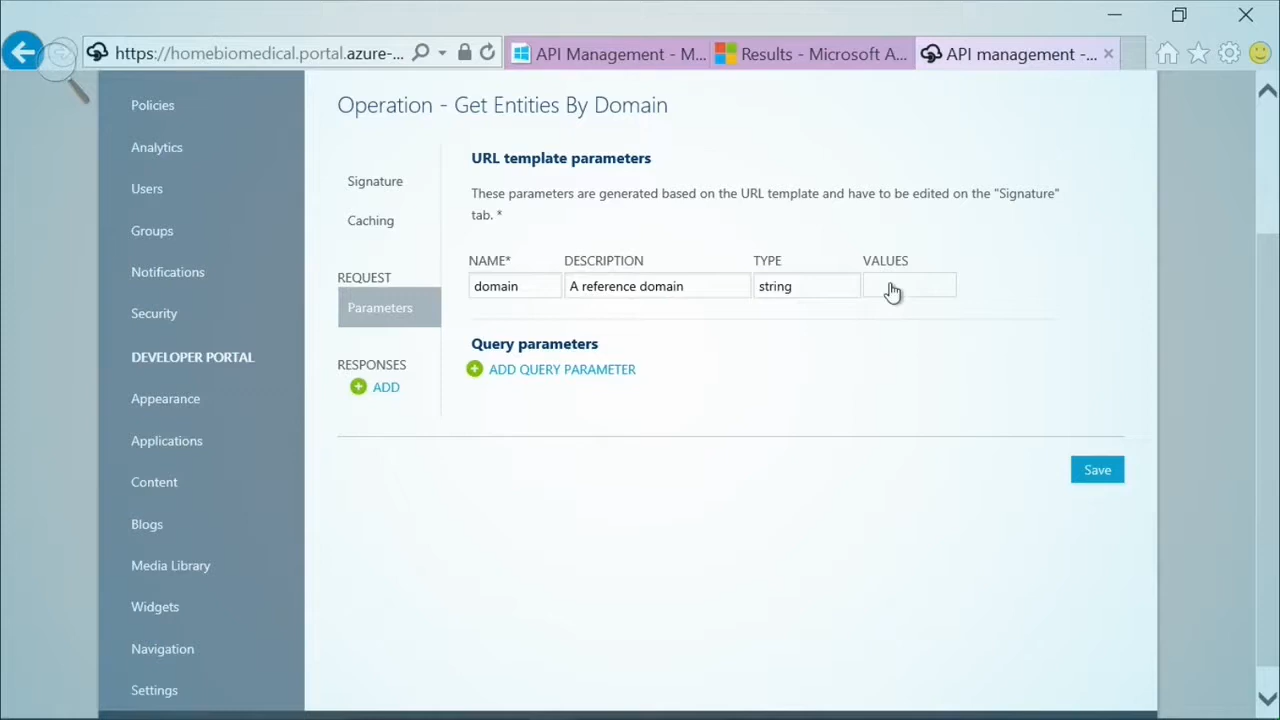 https://homebiomedical.portal.azure-...
API Management - M...
Results - Microsoft A...
API management -...
Policies
Analytics
Users
Groups
Notifications
Security
DEVELOPER PORTAL
Appearance
Applications
Content
Blogs
Media Library
Widgets
Navigation
Settings
Operation - Get Entities By Domain
Signature
Caching
REQUEST
Parameters
RESPONSES
ADD
URL template parameters
These parameters are generated based on the URL template and have to be edited on the "Signature"
tab. *
NAME* DESCRIPTION TYPE VALUES
domain A reference domain string
Query parameters
ADD QUERY PARAMETER
Save